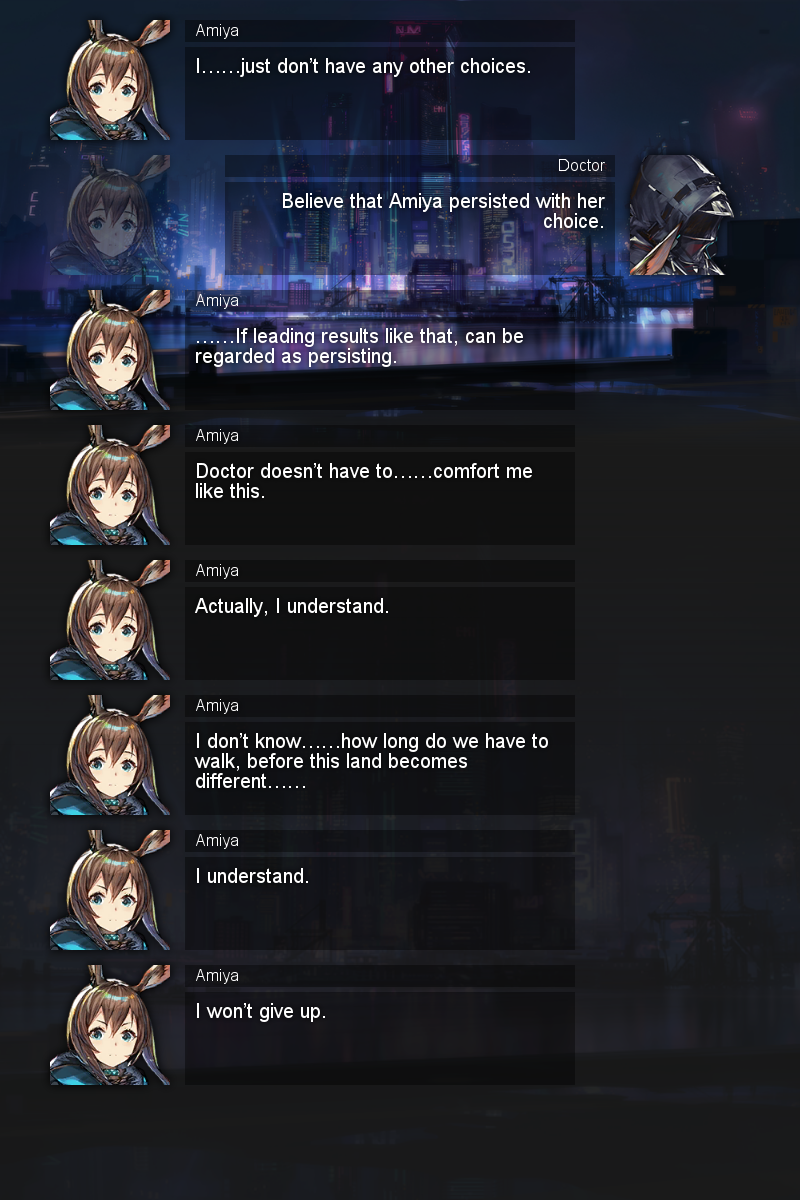 Amiya
I……just don't have any other choices.
Doctor
Believe that Amiya persisted with her
choice.
Amiya
……If leading results like that, can be
regarded as persisting.
Amiya
Doctor doesn't have to……comfort me
like this.
Amiya
Actually, I understand.
Amiya
I don't know……how long do we have to
walk, before this land becomes
different……
Amiya
I understand.
Amiya
I won't give up.